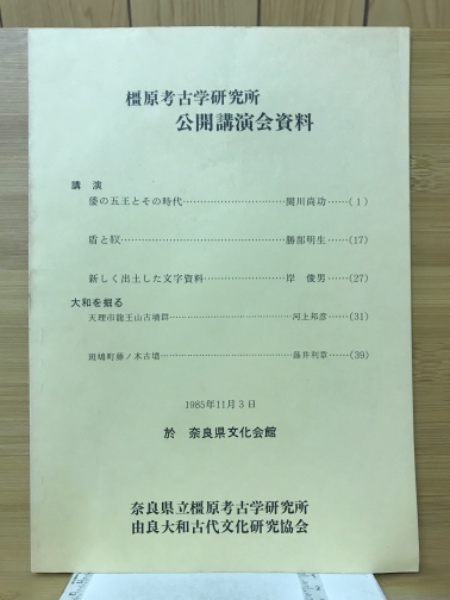 橿原考古学研究所
公開講演会資料
講演
倭の五王とその時代……………………………関川尚功……(1)
盾と靫……………………………………………勝部明生……(17)
新しく出土した文字資料………………………岸 俊男……(27)
大和を掘る
天理市龍王山古墳群……………………………河上邦彦……(31)
斑鳩町藤ノ木古墳………………………………藤井利章……(39)
1985年11月3日
於 奈良県文化会館
奈良県立橿原考古学研究所
由良大和古代文化研究協会